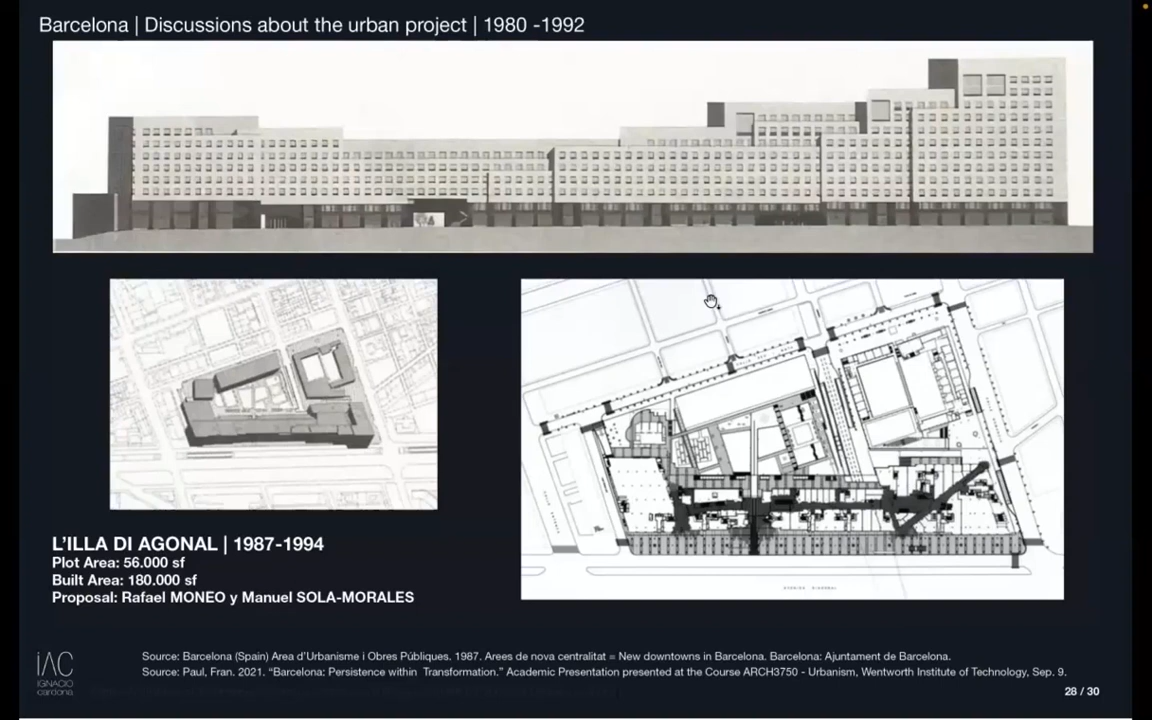 Barcelona | Discussions about the urban project | 1980 -1992
L'ILLA DI AGONAL | 1987-1994
Plot Area: 56.000 sf
Built Area: 180.000 sf
Proposal: Rafael MONEO y Manuel SOLA-MORALES
Source: Barcelona (Spain) Area d'Urbanisme i Obres Públiques. 1987. Arees de nova centralitat = New downtowns in Barcelona. Barcelona: Ajuntament de Barcelona.
Source: Paul, Fran. 2021. “Barcelona: Persistence within Transformation.” Academic Presentation presented at the Course ARCH3750 - Urbanism, Wentworth Institute of Technology, Sep. 9.
iAC
IGNACIO
cardona
28 / 30